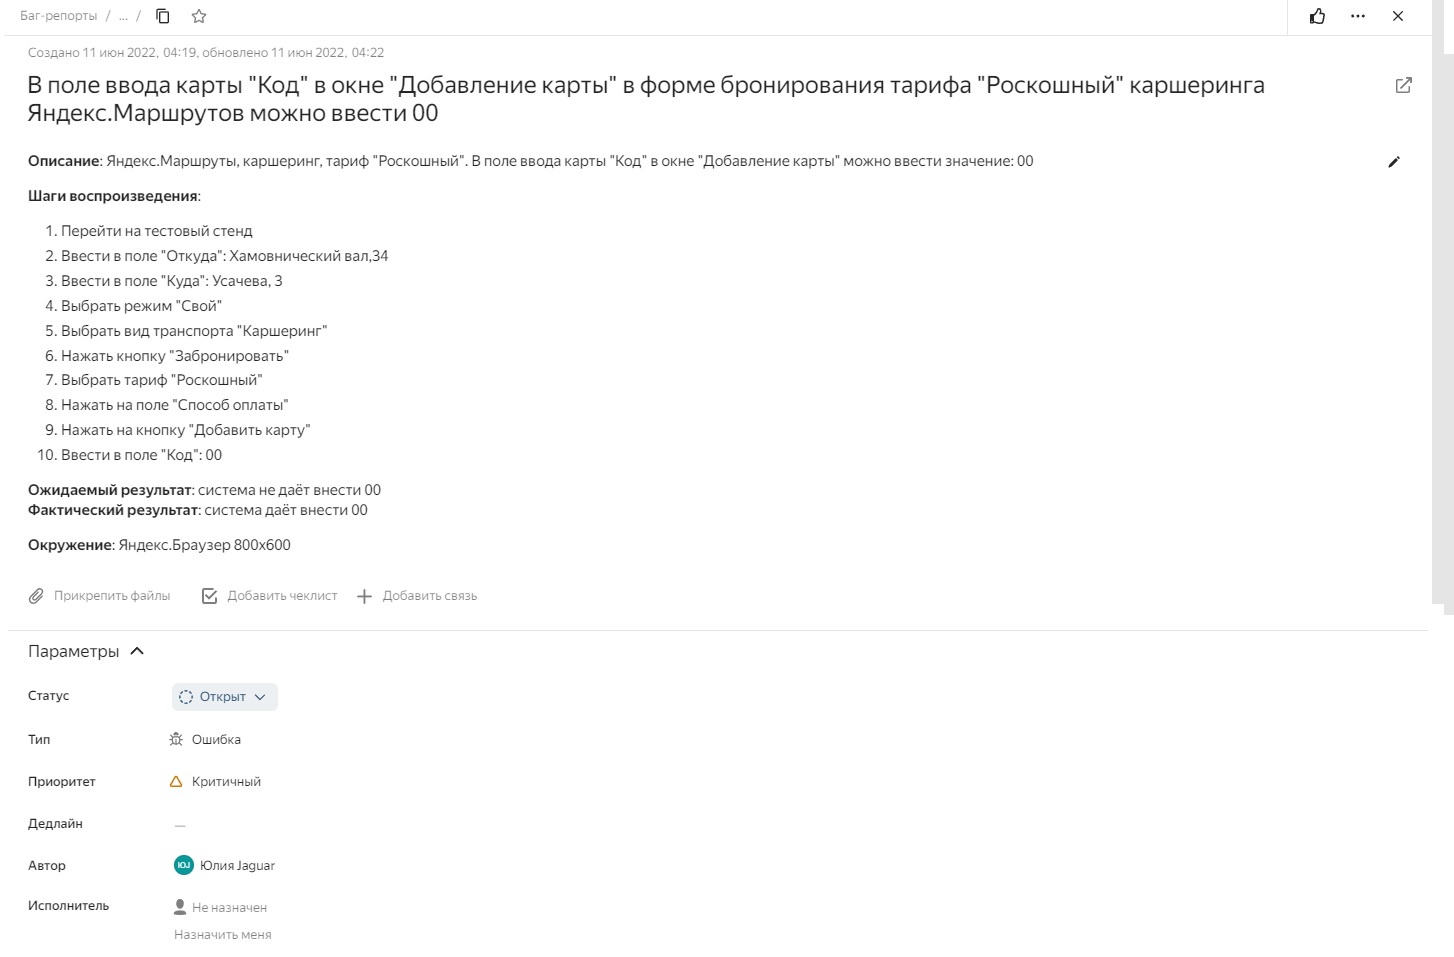 Баг-репорты / ... /
Создано 11 июн 2022, 04:19, обновлено 11 июн 2022, 04:22
В поле ввода карты "Код" в окне "Добавление карты" в форме бронирования тарифа "Роскошный" каршеринга
Яндекс.Маршрутов можно ввести 00
Описание: Яндекс.Маршруты, каршеринг, тариф "Роскошный". В поле ввода карты "Код" в окне "Добавление карты" можно ввести значение: 00
Шаги воспроизведения:
1. Перейти на тестовый стенд
2. Ввести в поле "Откуда": Хамовнический вал,34
3. Ввести в поле "Куда": Усачева, 3
4. Выбрать режим "Свой"
5. Выбрать вид транспорта "Каршеринг"
6. Нажать кнопку "Забронировать"
7. Выбрать тариф "Роскошный"
8. Нажать на поле "Способ оплаты"
9. Нажать на кнопку "Добавить карту"
10. Ввести в поле "Код": 00
Ожидаемый результат: система не даёт внести 00
Фактический результат: система даёт внести 00
Окружение: Яндекс.Браузер 800х600
Прикрепить файлы Добавить чеклист Добавить связь
Параметры
Статус Открыт
Тип Ошибка
Приоритет Критичный
Дедлайн —
Автор ЮJ Юлия Jaguar
Исполнитель Не назначен
Назначить меня